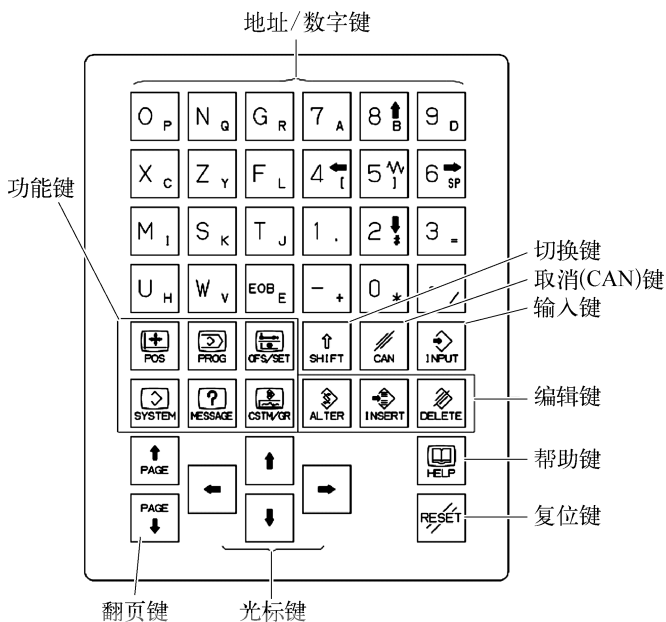 地址/数字键
O P N Q G R 7 A 8 B 9 D
功能键
X C Z Y F L 4 [ 5 ] 6 SP
M I S K T J 1 . 2 # 3 =
切换键
取消(CAN)键
U H W V EOB E - + 0 * . /
输入键
POS PROG OFS/SET SHIFT CAN INPUT
编辑键
SYSTEM MESSAGE CSTM/GR ALTER INSERT DELETE
PAGE HELP
帮助键
PAGE RESET
复位键
翻页键 光标键